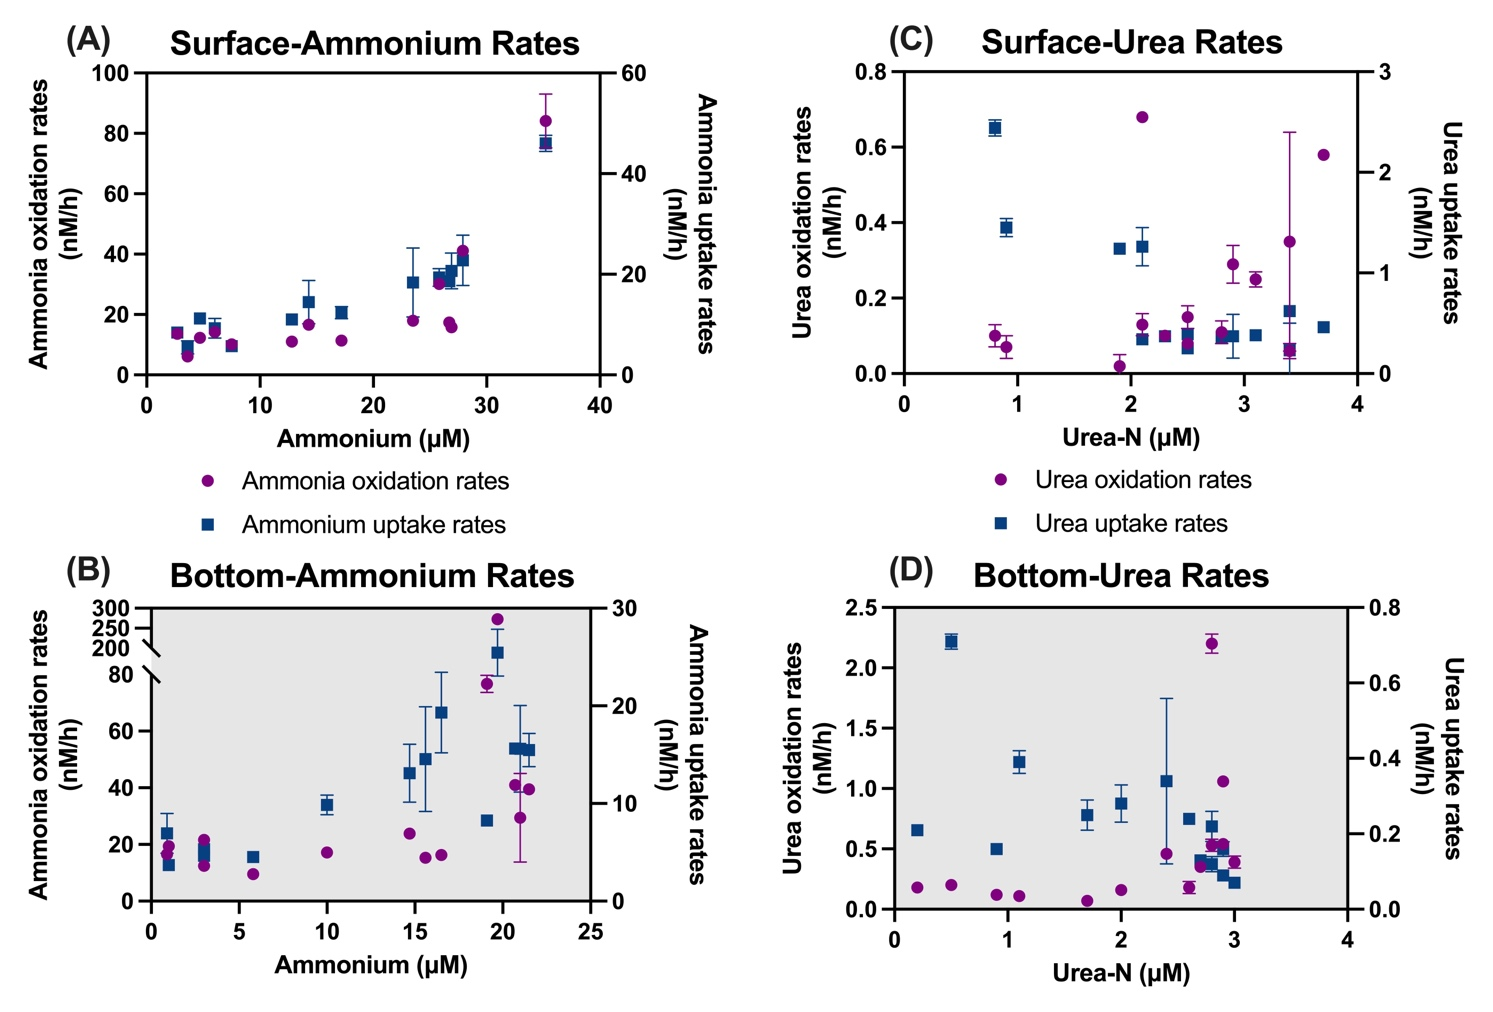 (A) Surface-Ammonium Rates
Ammonia oxidation rates
(nM/h)
100
80
60
40
20
0
60
40
20
0
Ammonia uptake rates
(nM/h)
0 10 20 30 40
Ammonium (µM)
Ammonia oxidation rates
Ammonium uptake rates
(C) Surface-Urea Rates
Urea oxidation rates
(nM/h)
0.8
0.6
0.4
0.2
0.0
3
2
1
0
Urea uptake rates
(nM/h)
0 1 2 3 4
Urea-N (µM)
Urea oxidation rates
Urea uptake rates
(B) Bottom-Ammonium Rates
Ammonia oxidation rates
(nM/h)
300
250
200
80
60
40
20
0
30
20
10
0
Ammonia uptake rates
(nM/h)
0 5 10 15 20 25
Ammonium (µM)
(D) Bottom-Urea Rates
Urea oxidation rates
(nM/h)
2.5
2.0
1.5
1.0
0.5
0.0
0.8
0.6
0.4
0.2
0.0
Urea uptake rates
(nM/h)
0 1 2 3 4
Urea-N (µM)